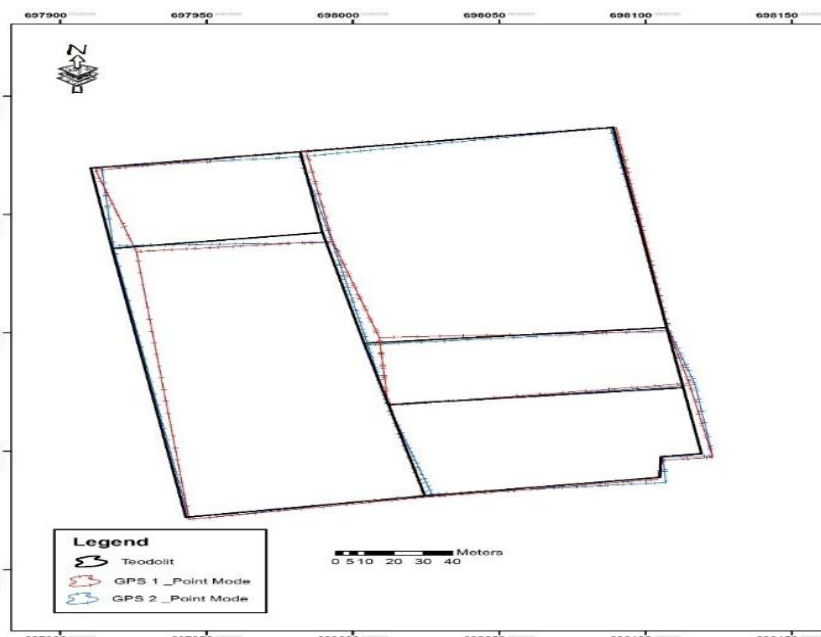 697900 697950 698000 698050 698100 698150
N
Legend
Teodolit
GPS 1 _Point Mode
GPS 2 _Point Mode
Meters
0 5 10 20 30 40